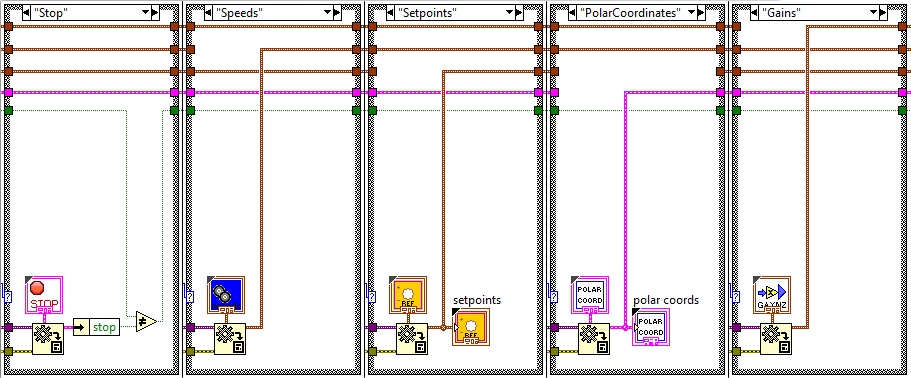 "Stop"
"Speeds"
"Setpoints"
"PolarCoordinates"
"Gains"
?
STOP
stop
≠
?
?
REF
setpoints
REF
?
POLAR
COORD
polar coords
POLAR
COORD
?
GAYNZ